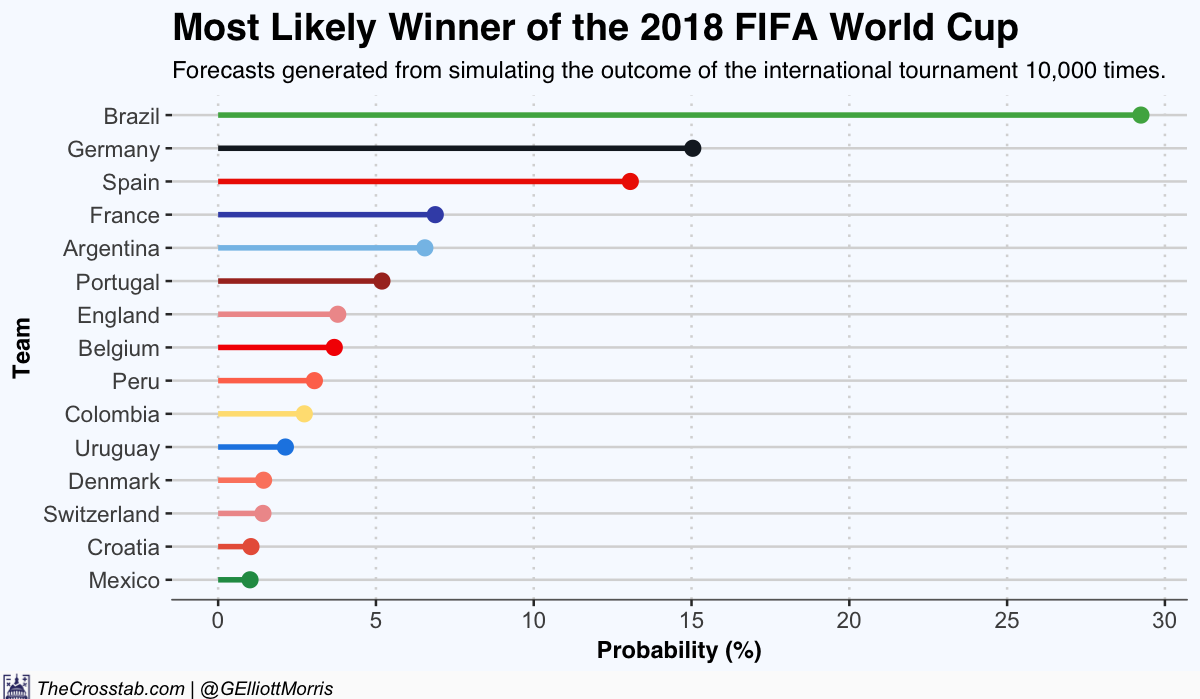 Most Likely Winner of the 2018 FIFA World Cup
Forecasts generated from simulating the outcome of the international tournament 10,000 times.
Team
Brazil
Germany
Spain
France
Argentina
Portugal
England
Belgium
Peru
Colombia
Uruguay
Denmark
Switzerland
Croatia
Mexico
0 5 10 15 20 25 30
Probability (%)
TheCrosstab.com | @GElliottMorris